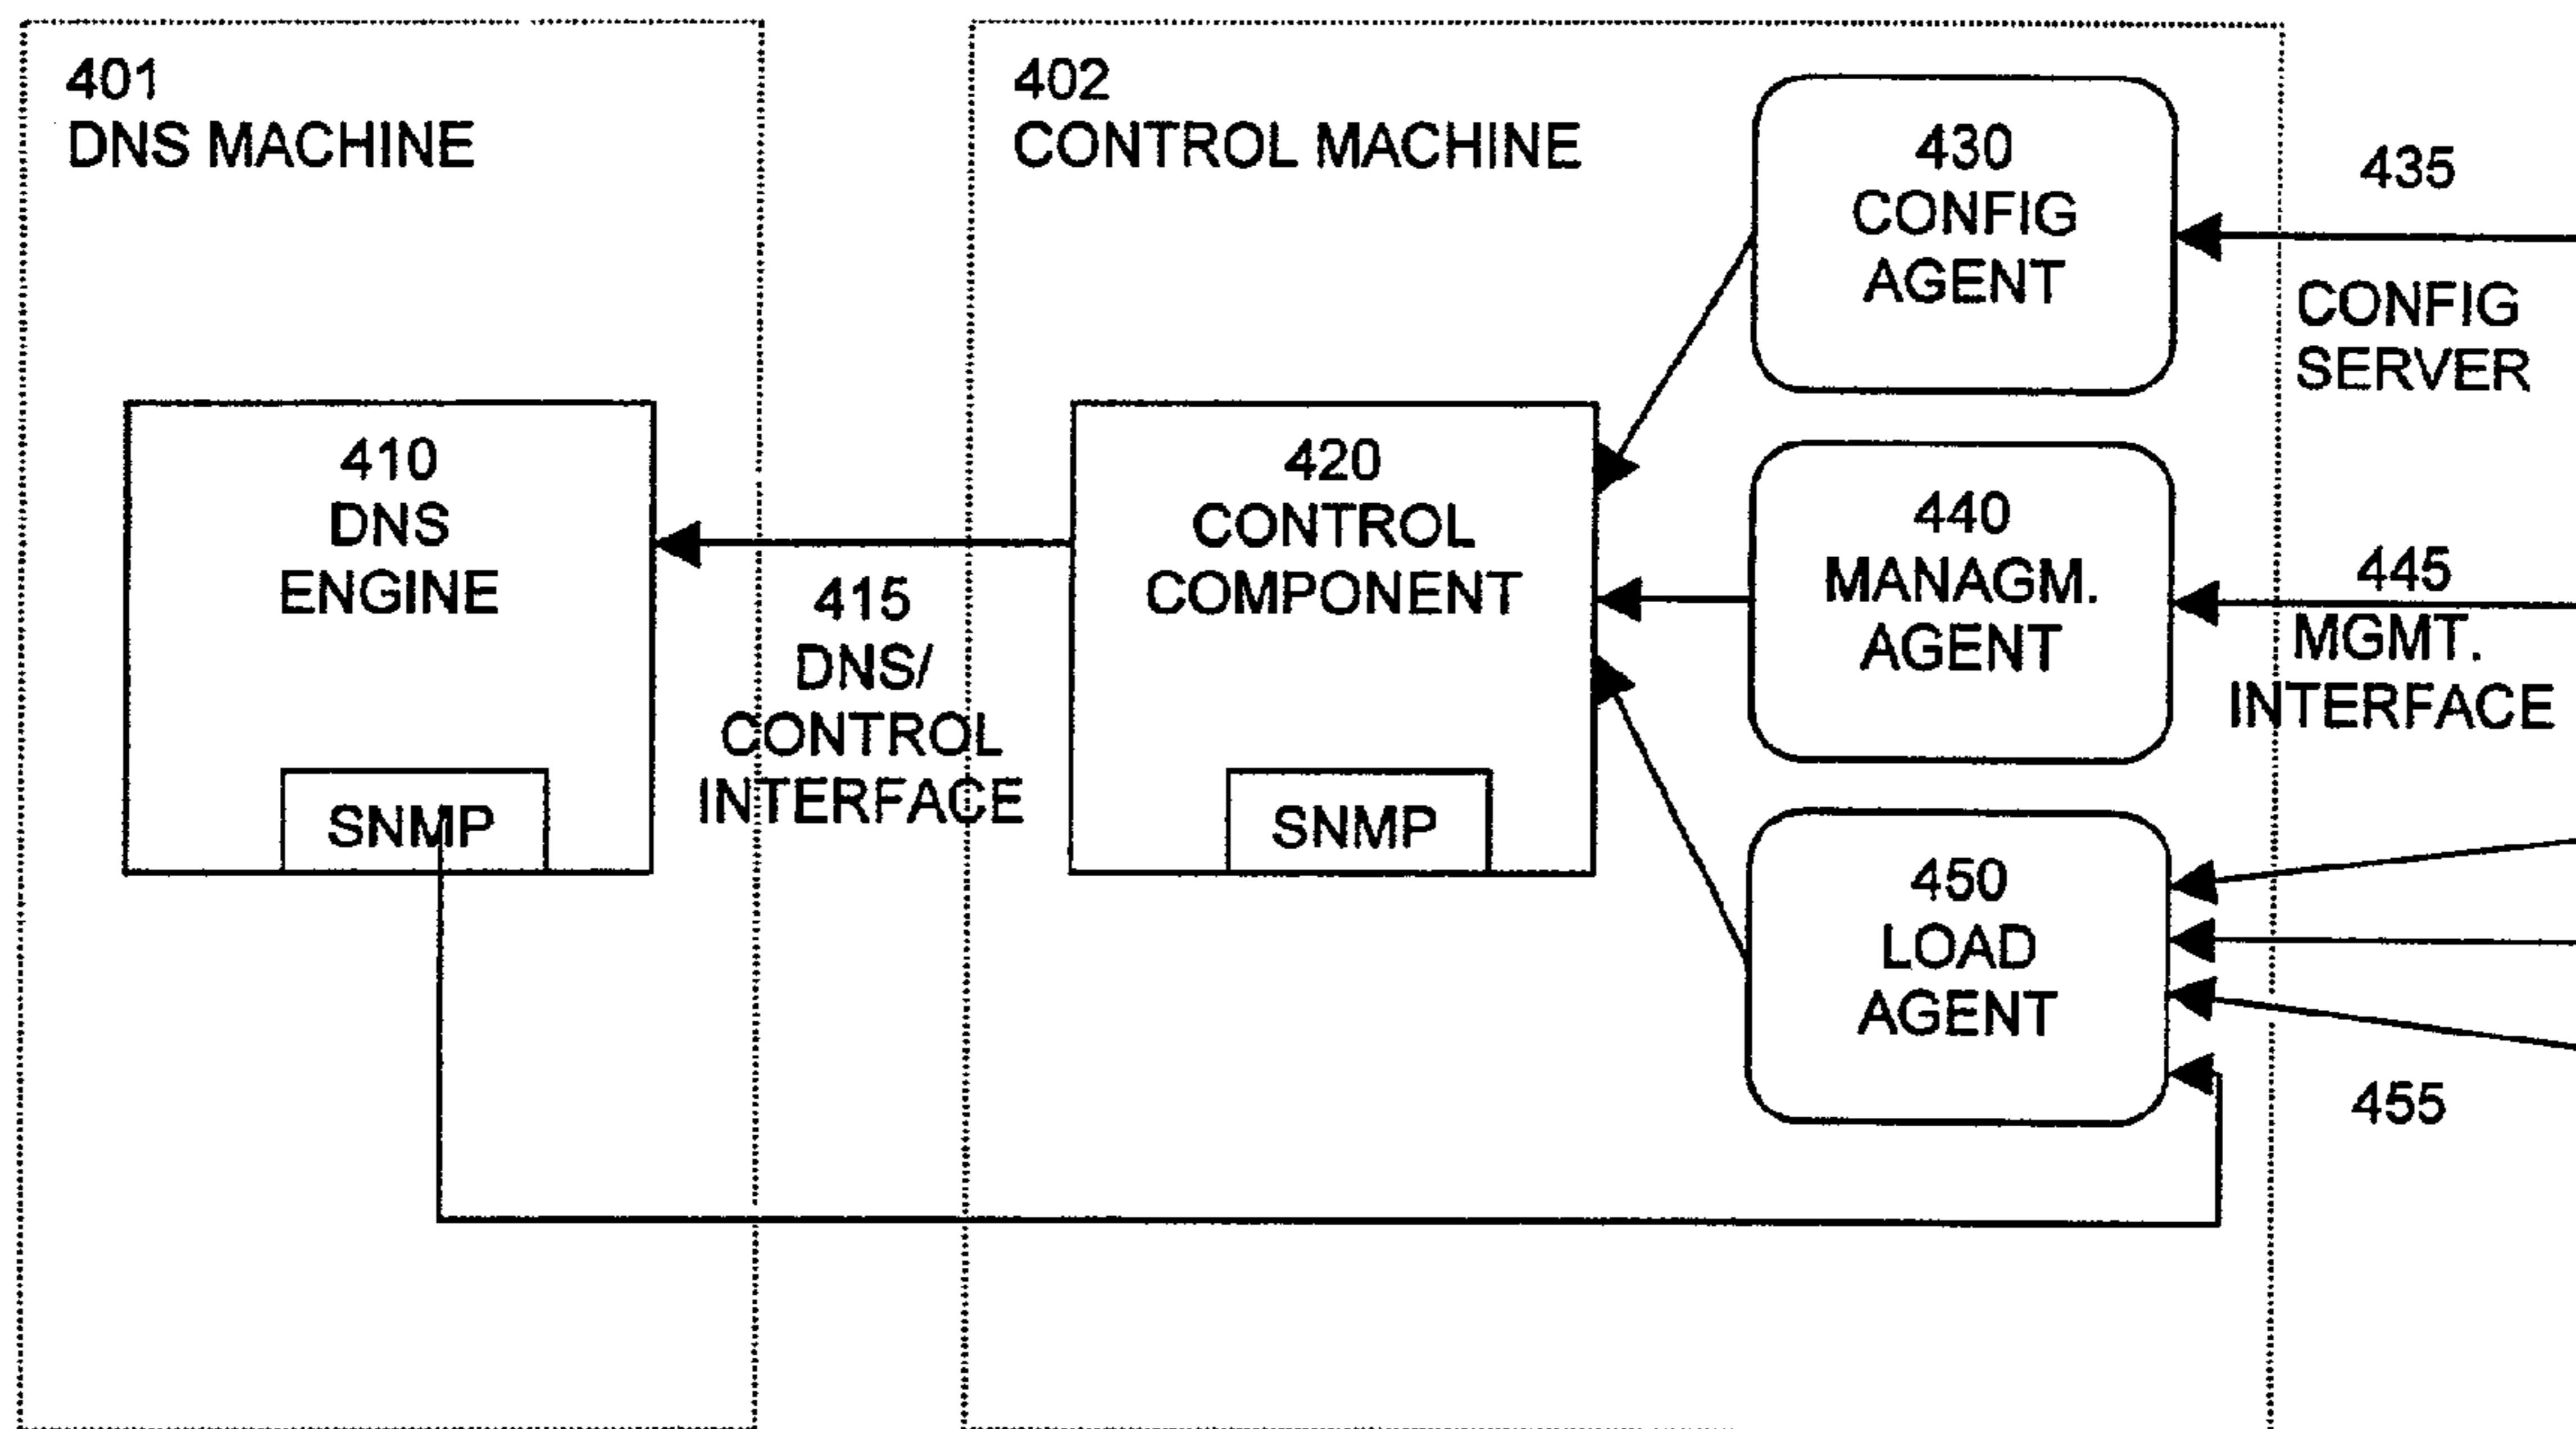 401
DNS MACHINE
402
CONTROL MACHINE
430
CONFIG
AGENT
435
CONFIG
SERVER
410
DNS
ENGINE
SNMP
415
DNS/
CONTROL
INTERFACE
420
CONTROL
COMPONENT
SNMP
440
MANAGM.
AGENT
445
MGMT.
INTERFACE
450
LOAD
AGENT
455